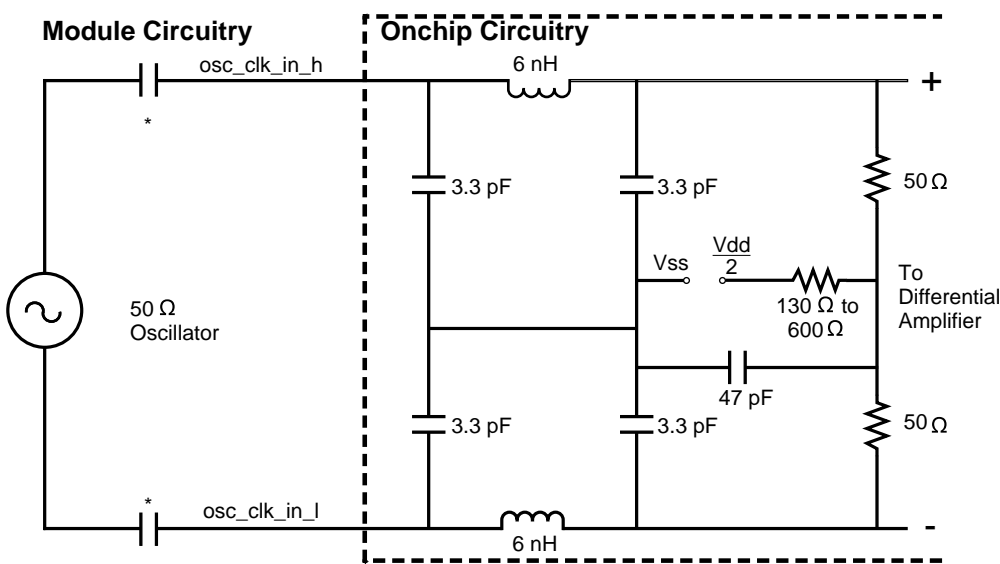 Module Circuitry
Onchip Circuitry
osc_clk_in_h
6 nH
+
*
3.3 pF
3.3 pF
50 Ω
Vss
Vdd
2
50 Ω
Oscillator
130 Ω to
600 Ω
To
Differential
Amplifier
47 pF
3.3 pF
3.3 pF
50 Ω
*
osc_clk_in_l
6 nH
-